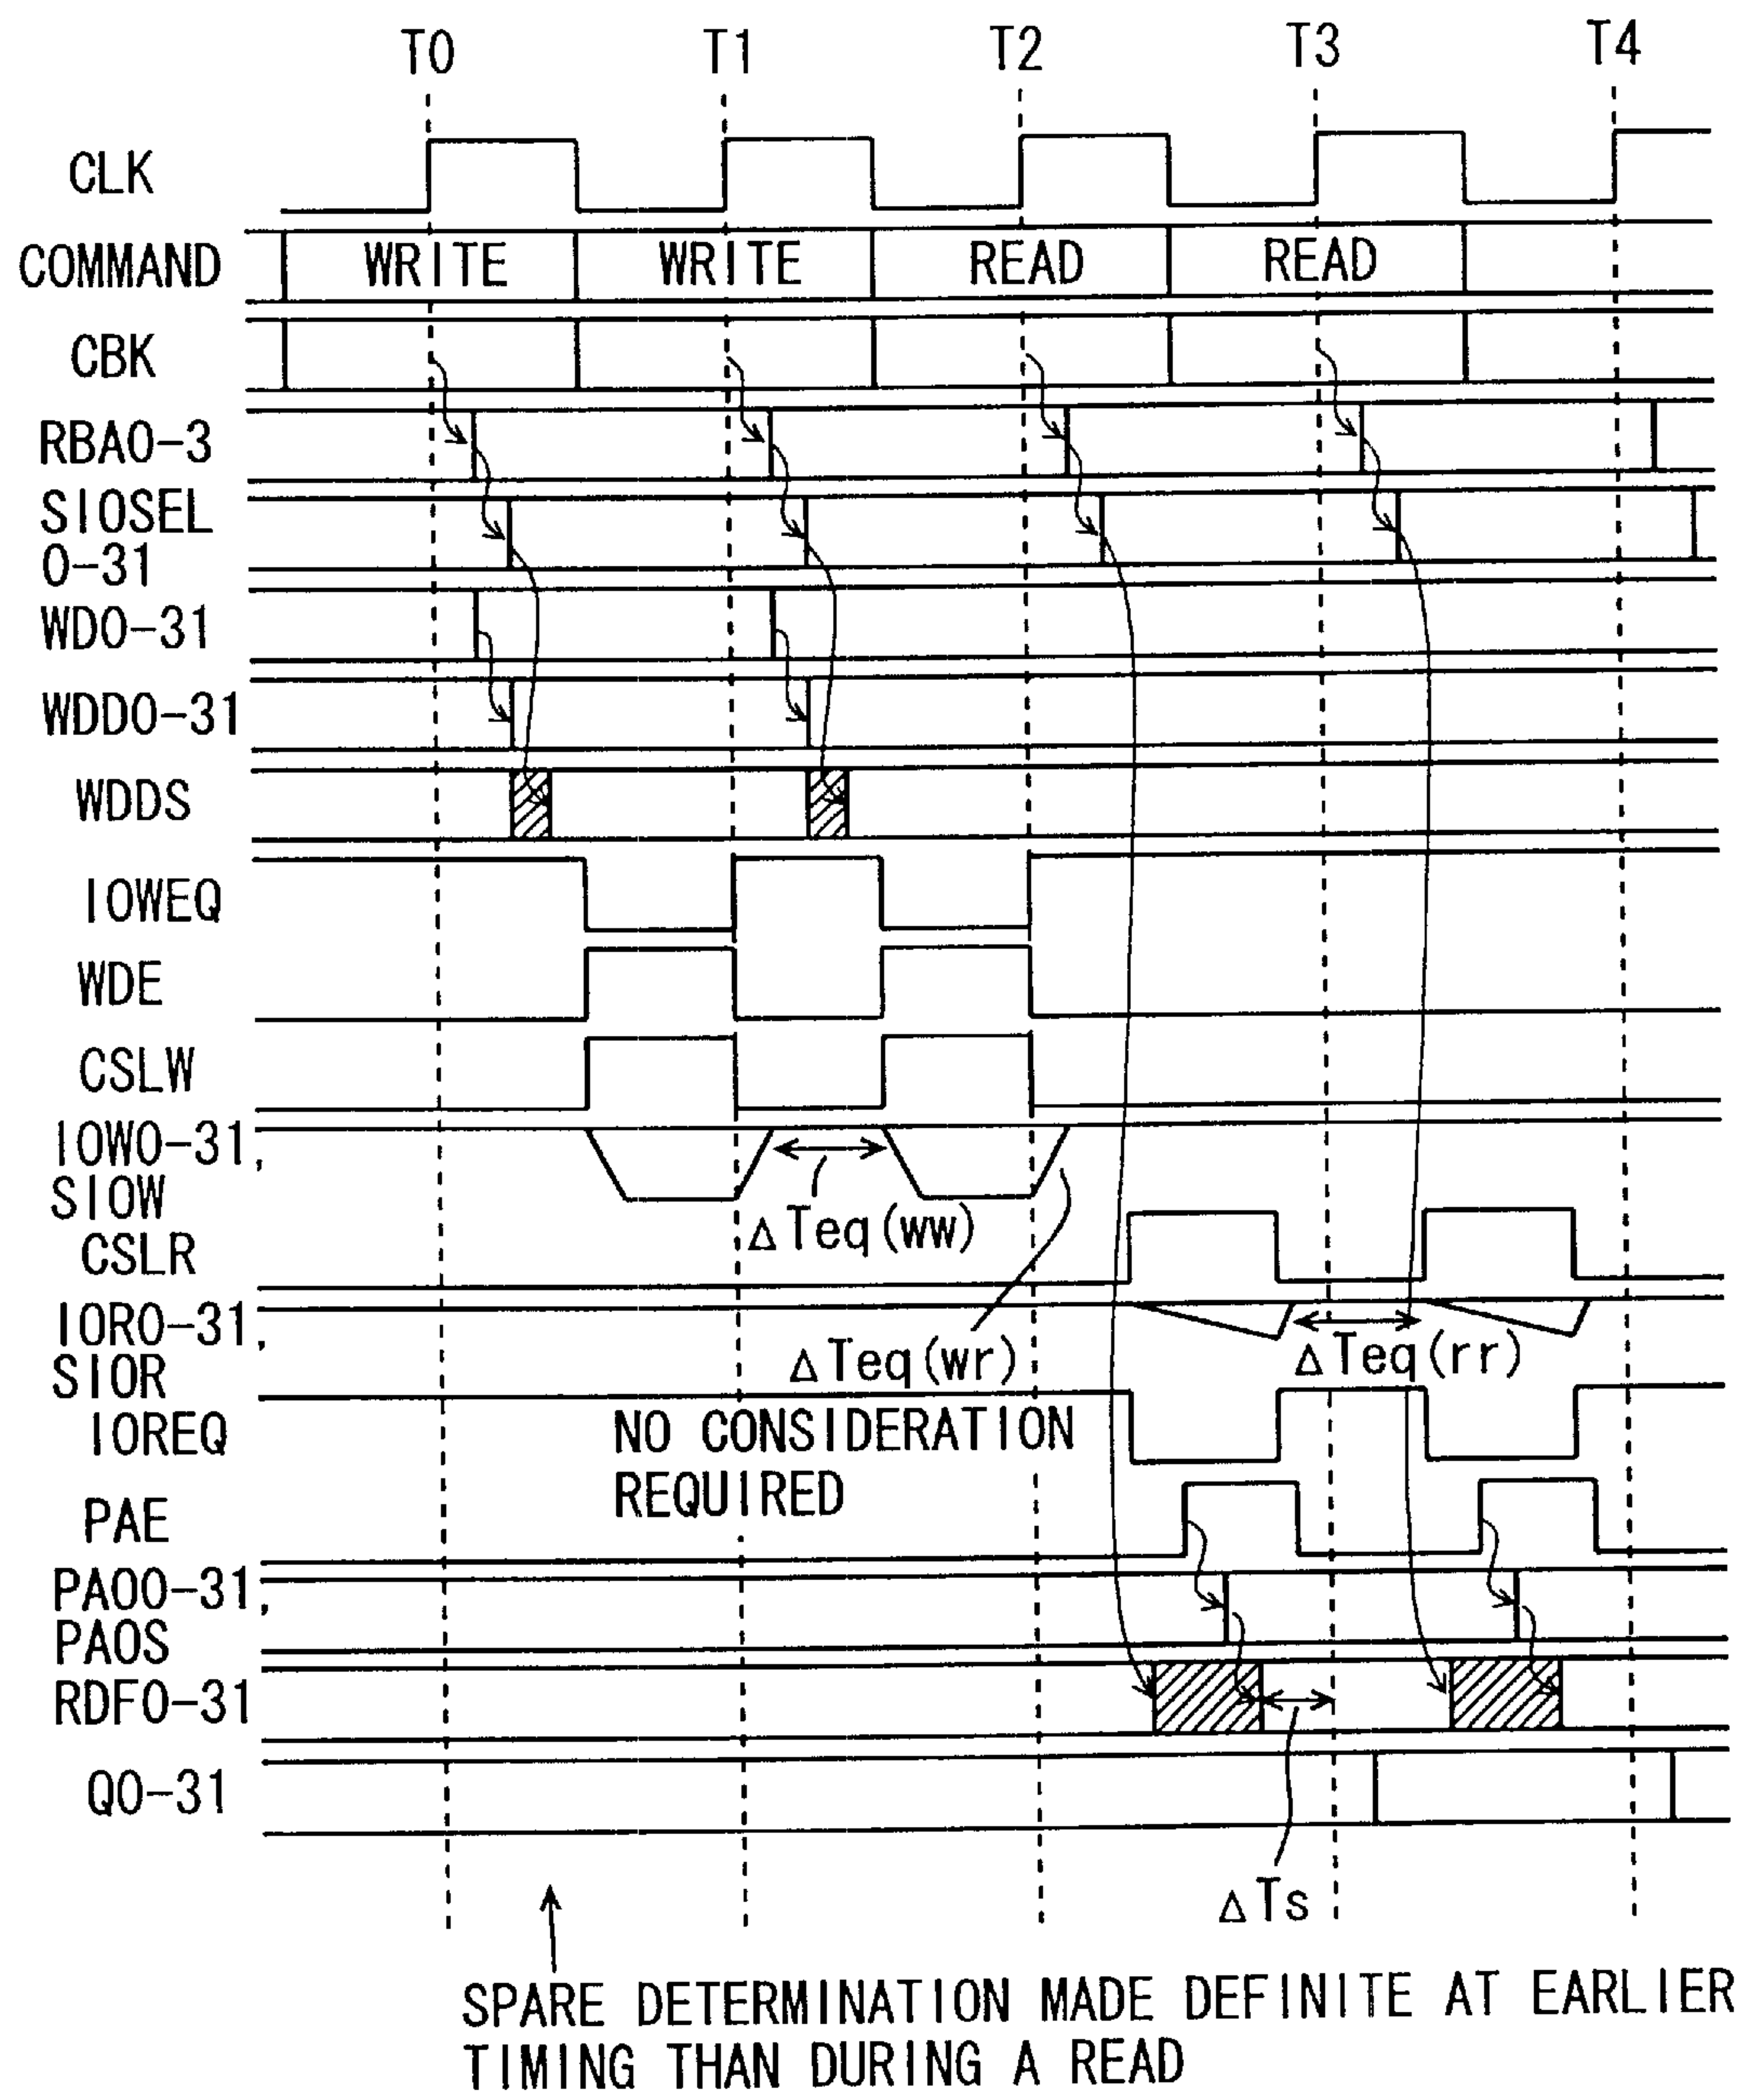 T0 T1 T2 T3 T4
CLK
COMMAND WRITE WRITE READ READ
CBK
RBA0-3
SIOSEL
0-31
WD0-31
WDD0-31
WDDS
IOWEQ
WDE
CSLW
IOW0-31,
SIOW
ΔTeq(ww)
CSLR
IOR0-31,
SIOR
ΔTeq(wr) ΔTeq(rr)
IOREQ
NO CONSIDERATION
REQUIRED
PAE
PAO0-31,
PAOS
RDF0-31
Q0-31
ΔTs
SPARE DETERMINATION MADE DEFINITE AT EARLIER
TIMING THAN DURING A READ